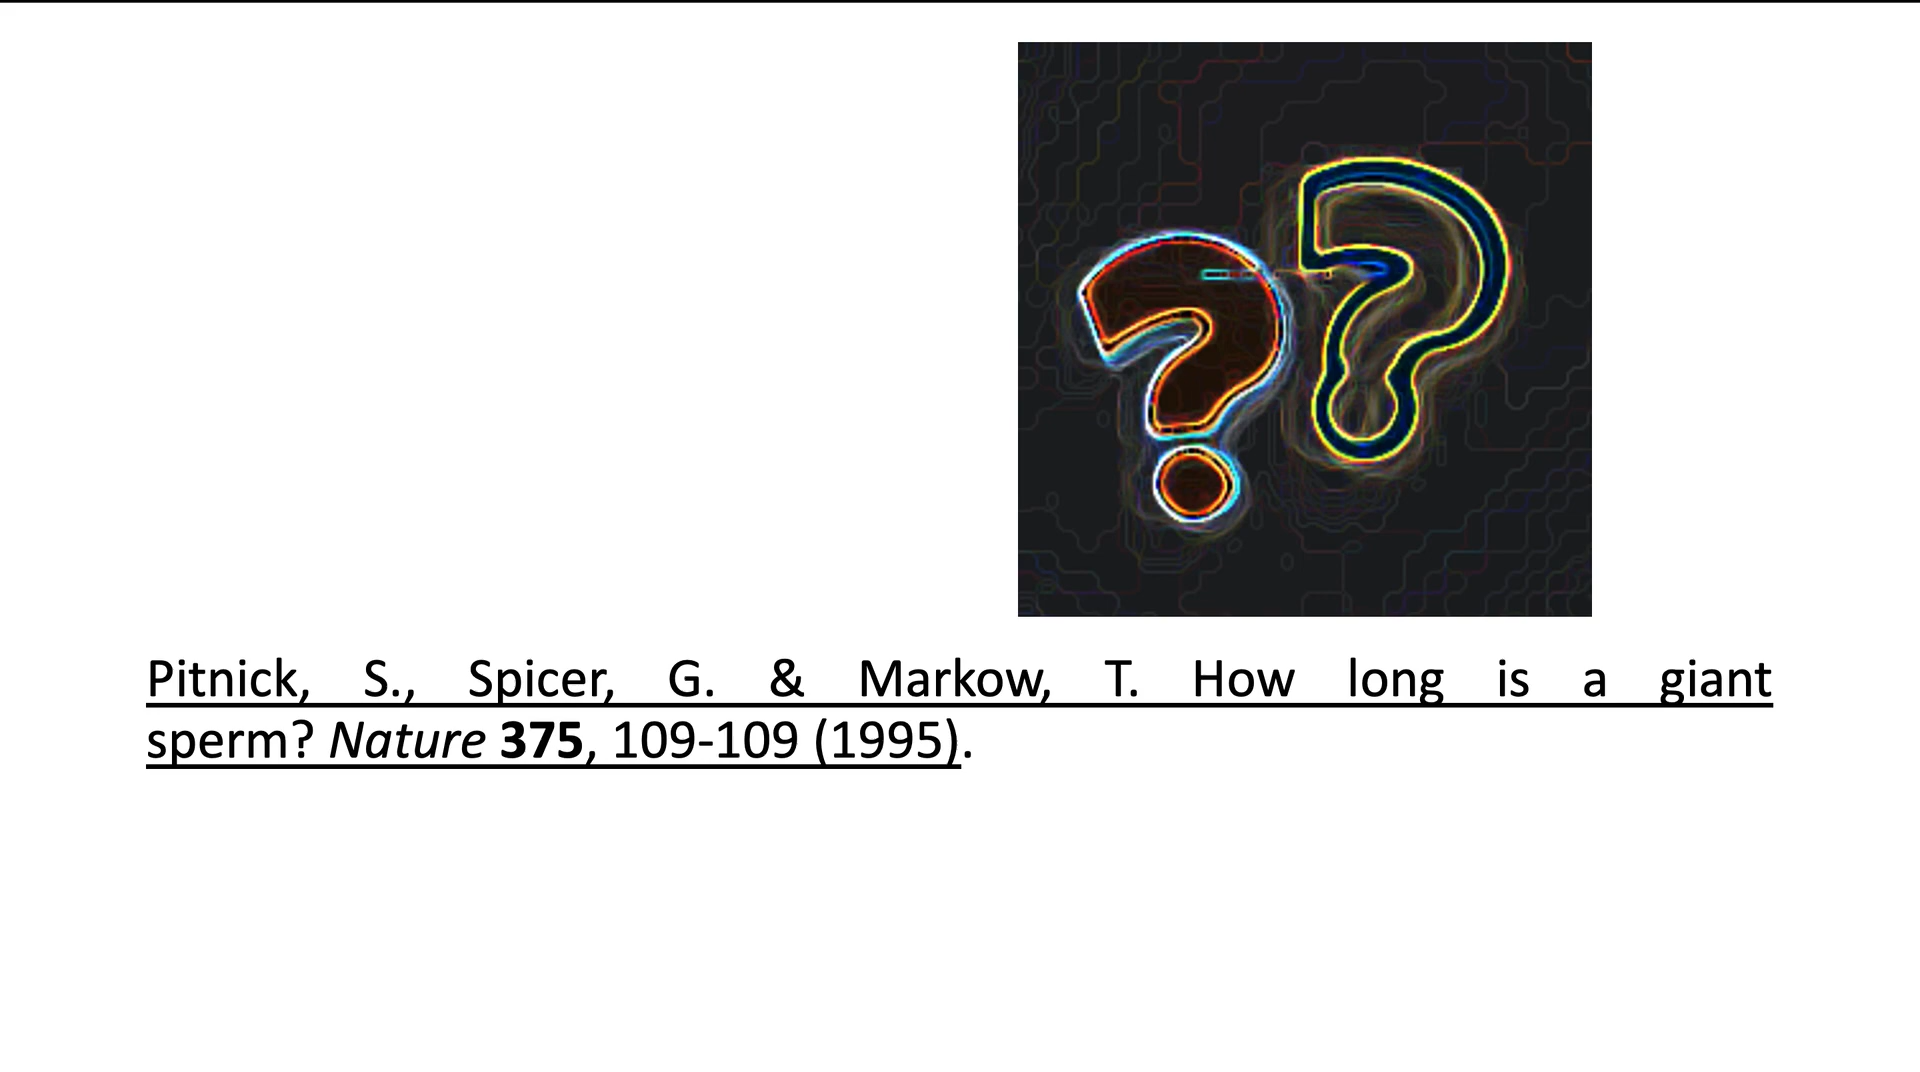 Pitnick, S., Spicer, G. & Markow, T. How long is a giant
sperm? Nature 375, 109-109 (1995).